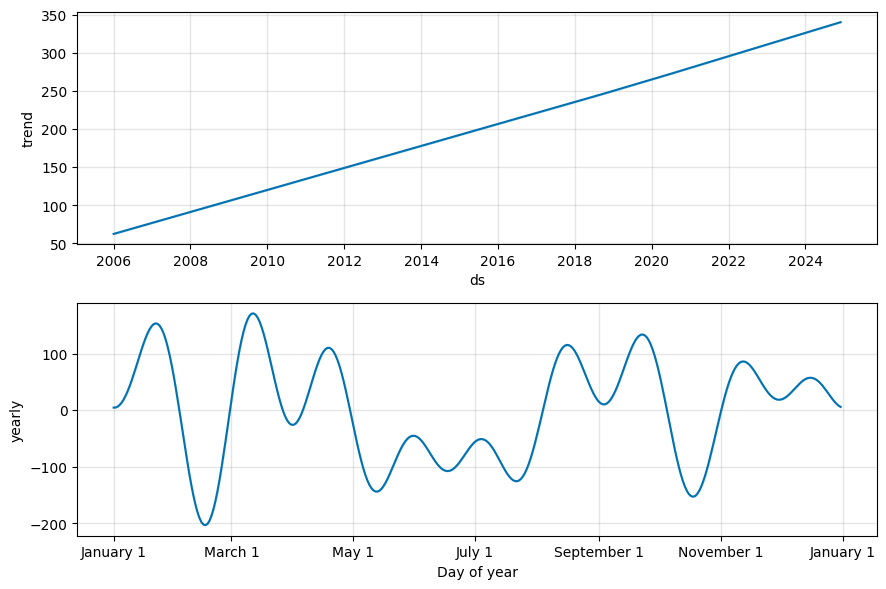 350
300
250
200
150
100
50
trend
2006 2008 2010 2012 2014 2016 2018 2020 2022 2024
ds
100
0
−100
−200
yearly
January 1 March 1 May 1 July 1 September 1 November 1 January 1
Day of year